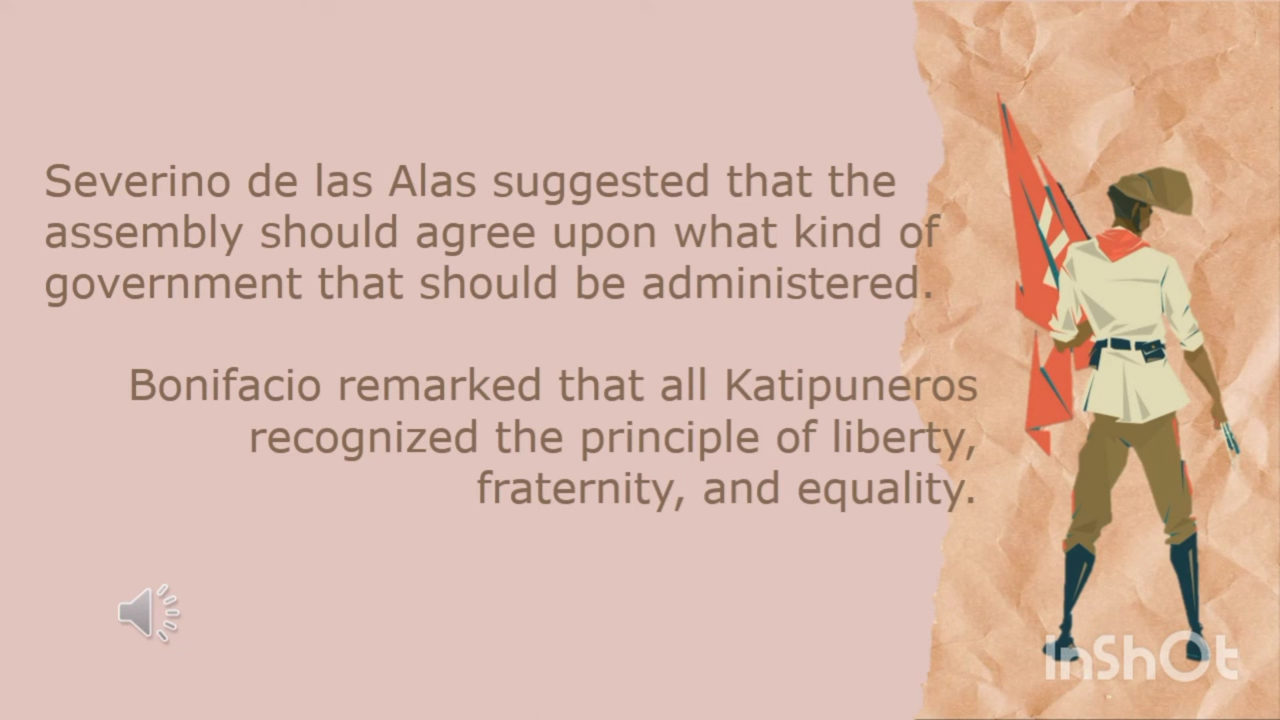 Severino de las Alas suggested that the
assembly should agree upon what kind of
government that should be administered.
Bonifacio remarked that all Katipuneros
recognized the principle of liberty,
fraternity, and equality.
InShOt